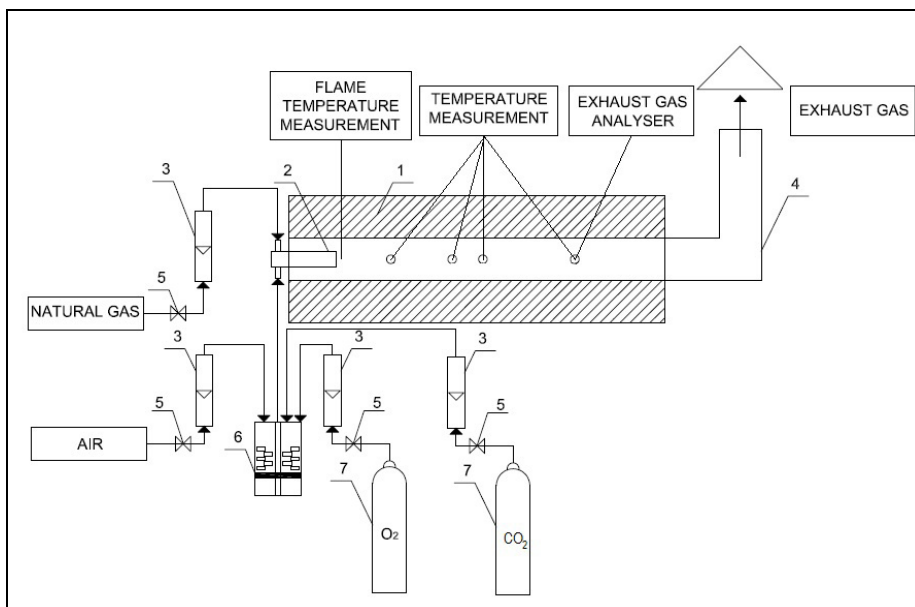 FLAME
TEMPERATURE
MEASUREMENT
TEMPERATURE
MEASUREMENT
EXHAUST GAS
ANALYSER
EXHAUST GAS
3
2
1
4
5
NATURAL GAS
3
3
3
5
5
5
AIR
6
7
7
O₂
CO₂